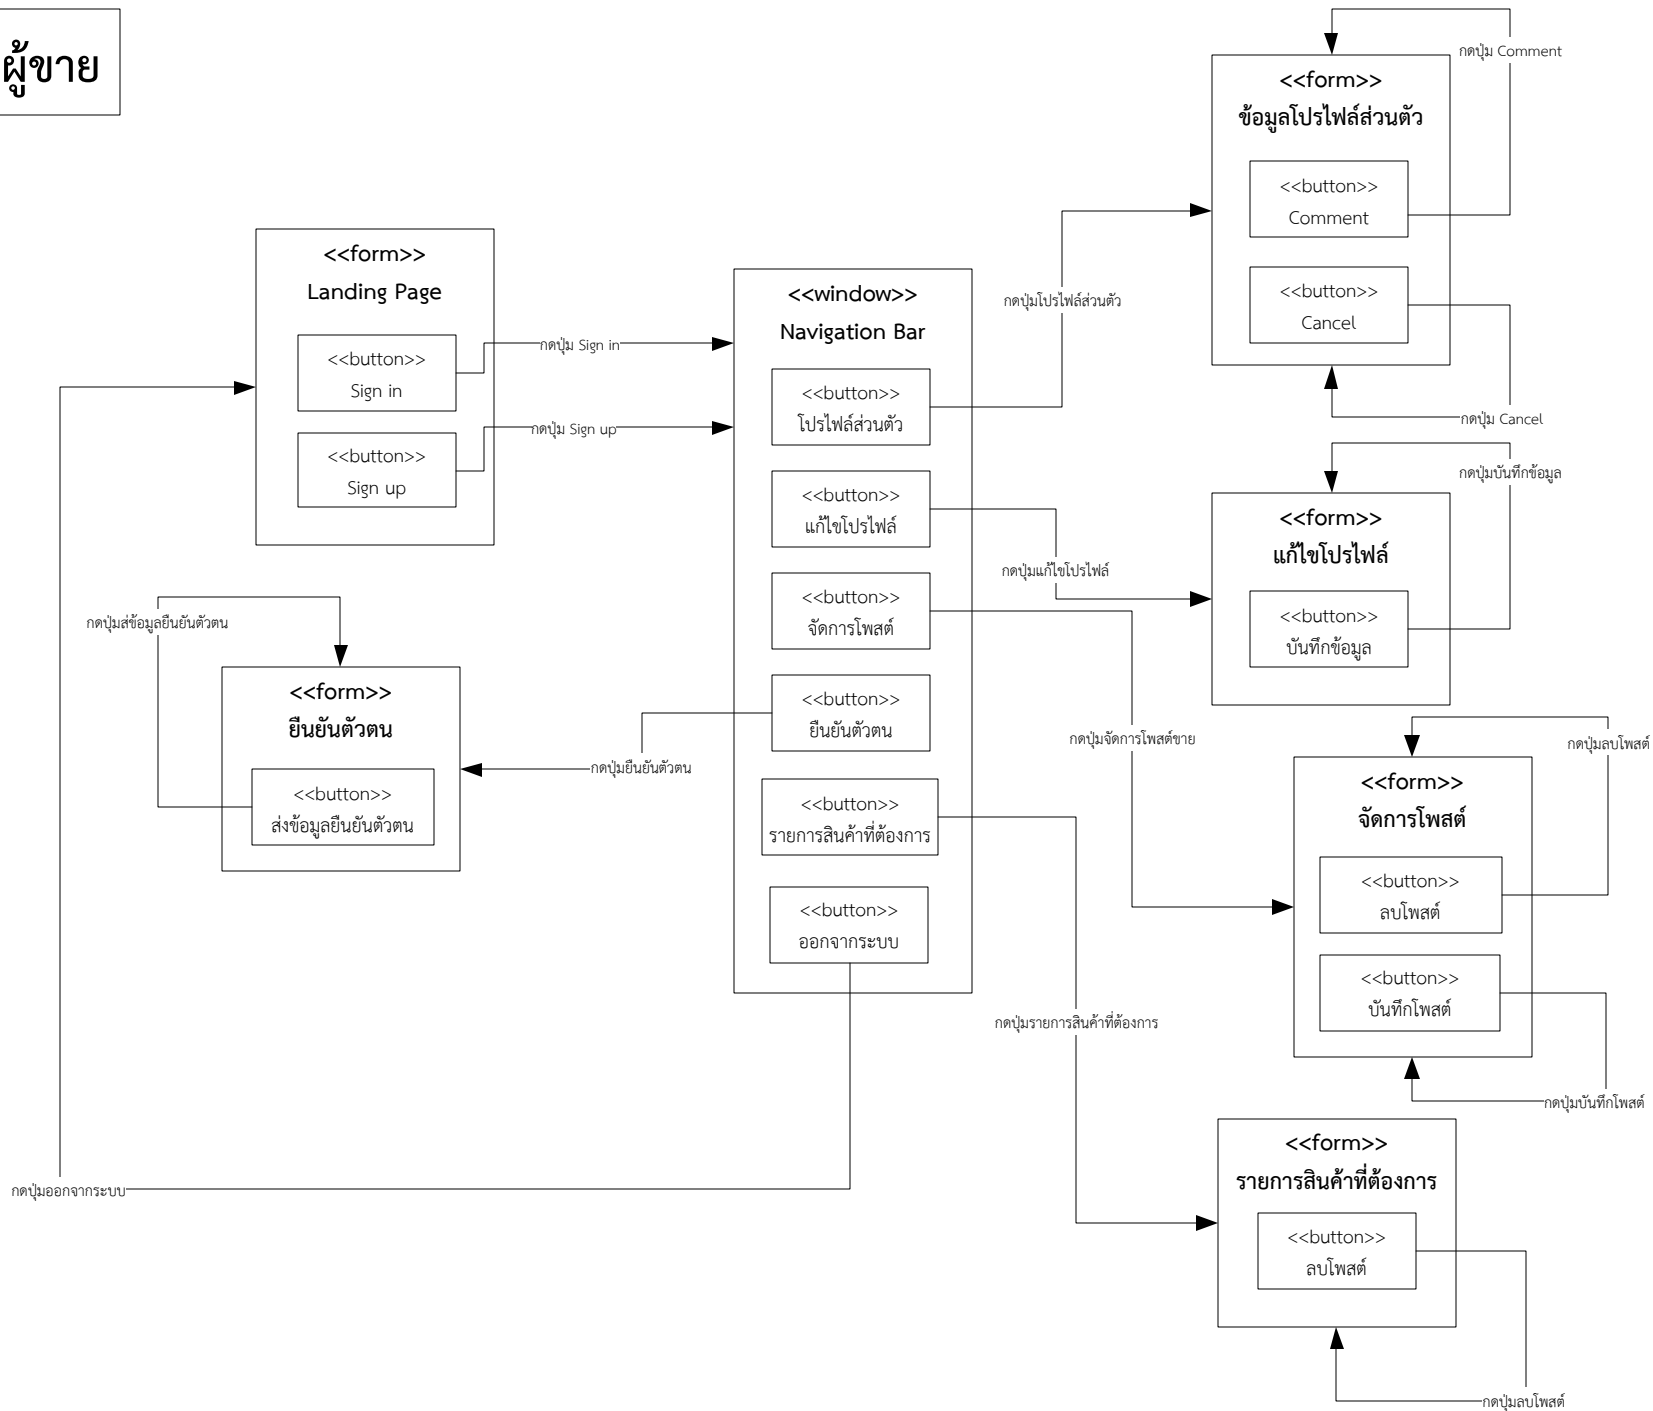 ผู้ขาย
<<form>>
Landing Page
<<button>>
Sign in
<<button>>
Sign up
กดปุ่ม Sign in
กดปุ่ม Sign up
<<window>>
Navigation Bar
<<button>>
โปรไฟล์ส่วนตัว
<<button>>
แก้ไขโปรไฟล์
<<button>>
จัดการโพสต์
<<button>>
ยืนยันตัวตน
<<button>>
รายการสินค้าที่ต้องการ
<<button>>
ออกจากระบบ
กดปุ่มส่ข้อมูลยืนยันตัวตน
<<form>>
ยืนยันตัวตน
<<button>>
ส่งข้อมูลยืนยันตัวตน
กดปุ่มยืนยันตัวตน
กดปุ่มออกจากระบบ
กดปุ่มโปรไฟล์ส่วนตัว
กดปุ่มแก้ไขโปรไฟล์
กดปุ่มจัดการโพสต์ขาย
กดปุ่มรายการสินค้าที่ต้องการ
กดปุ่ม Comment
<<form>>
ข้อมูลโปรไฟล์ส่วนตัว
<<button>>
Comment
<<button>>
Cancel
กดปุ่ม Cancel
กดปุ่มบันทึกข้อมูล
<<form>>
แก้ไขโปรไฟล์
<<button>>
บันทึกข้อมูล
กดปุ่มลบโพสต์
<<form>>
จัดการโพสต์
<<button>>
ลบโพสต์
<<button>>
บันทึกโพสต์
กดปุ่มบันทึกโพสต์
<<form>>
รายการสินค้าที่ต้องการ
<<button>>
ลบโพสต์
กดปุ่มลบโพสต์